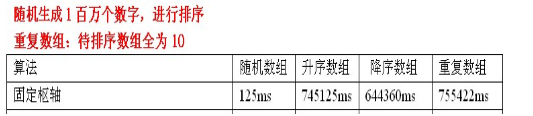 随机生成 1 百万个数字，进行排序
重复数组：待排序数组全为 10
算法 随机数组 升序数组 降序数组 重复数组
固定枢轴 125ms 745125ms 644360ms 755422ms